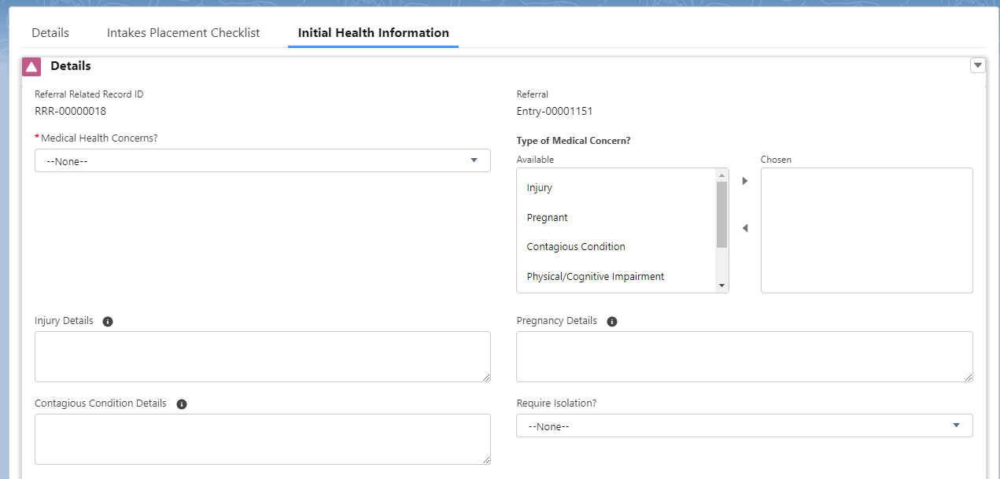 Details Intakes Placement Checklist Initial Health Information
Details
Referral Related Record ID
RRR-00000018
Referral
Entry-00001151
*Medical Health Concerns?
--None--
Type of Medical Concern?
Available
Injury
Pregnant
Contagious Condition
Physical/Cognitive Impairment
Chosen
Injury Details
Pregnancy Details
Contagious Condition Details
Require Isolation?
--None--